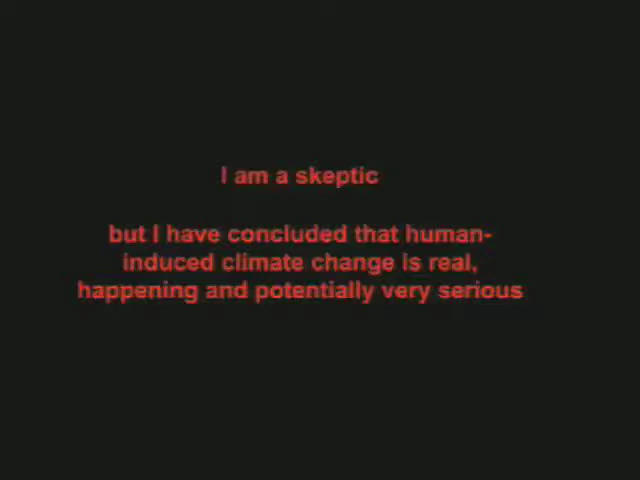 I am a skeptic
but I have concluded that human-
induced climate change is real,
happening and potentially very serious